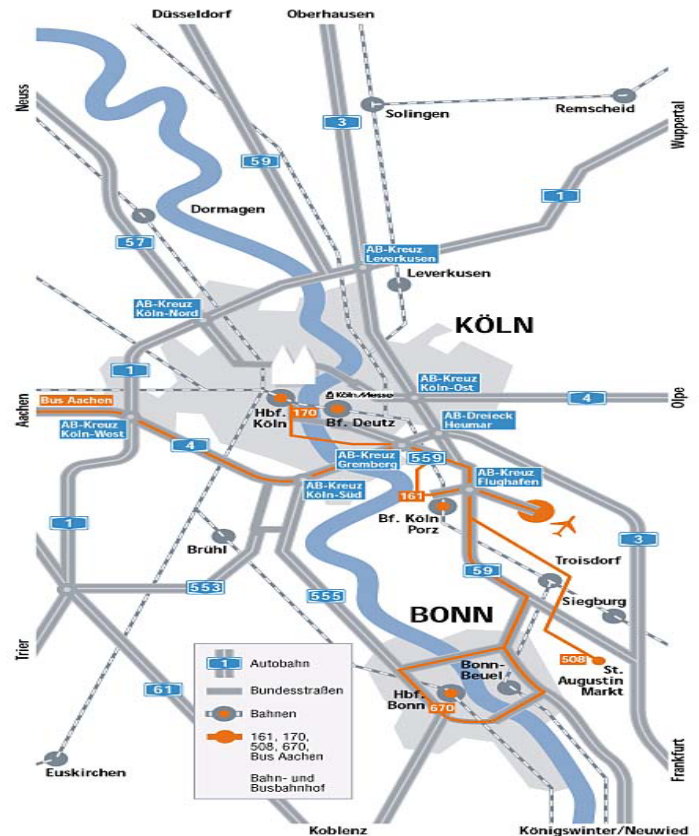 Düsseldorf
Oberhausen
Neuss
Wuppertal
Solingen
Remscheid
3
59
1
Dormagen
57
AB-Kreuz
Leverkusen
Leverkusen
AB-Kreuz
Köln-Nord
KÖLN
1
KölnMesse
AB-Kreuz
Köln-Ost
4
Olpe
Aachen
Bus Aachen
Hbf.
Köln
170
Bf. Deutz
AB-Kreuz
Köln-West
AB-Dreieck
Heumar
4
AB-Kreuz
Gremberg
559
AB-Kreuz
Flughafen
AB-Kreuz
Köln-Süd
161
Bf. Köln
Porz
1
3
Brühl
Troisdorf
59
553
555
Siegburg
BONN
Trier
Bonn-
Beuel
508
St.
Augustin
Markt
61
Hbf.
Bonn
670
1
Autobahn
Bundesstraßen
Bahnen
161, 170,
508, 670,
Bus Aachen
Bahn- und
Busbahnhof
Euskirchen
Frankfurt
Koblenz
Königswinter/Neuwied